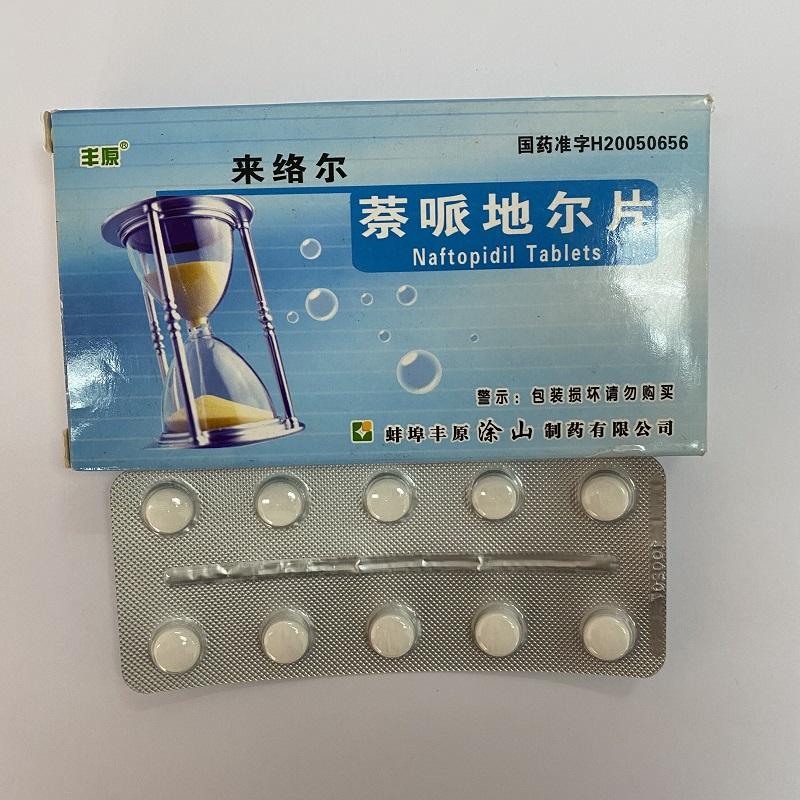 丰原®
国药准字H20050656
来络尔
萘哌地尔片
Naftopidil Tablets
警示：包装损坏请勿购买
蚌埠丰原涂山制药有限公司